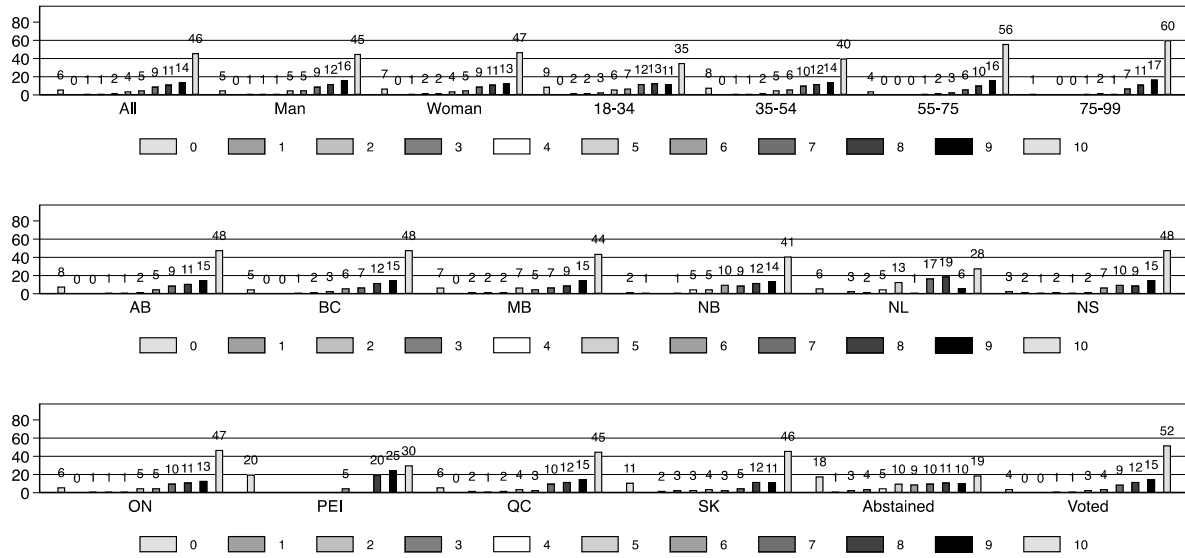 80
60
40
20
0
6 0 1 1 2 4 5 9 11 14 46
5 0 1 1 1 5 5 9 12 16 45
7 0 1 2 2 4 5 9 11 13 47
9 0 2 2 3 6 7 12 13 11 35
8 0 1 1 2 5 6 10 12 14 40
4 0 0 0 1 2 3 6 10 16 56
1 0 0 1 2 1 7 11 17 60
All Man Woman 18-34 35-54 55-75 75-99
0 1 2 3 4 5 6 7 8 9 10
80
60
40
20
0
8 0 0 1 1 2 5 9 11 15 48
5 0 0 1 2 3 6 7 12 15 48
7 0 2 2 2 7 5 7 9 15 44
2 1 1 5 5 10 9 12 14 41
6 3 2 5 13 1 17 19 6 28
3 2 1 2 1 2 7 10 9 15 48
AB BC MB NB NL NS
0 1 2 3 4 5 6 7 8 9 10
80
60
40
20
0
6 0 1 1 1 5 5 10 11 13 47
20 5 20 25 30
6 0 2 1 2 4 3 10 12 15 45
11 2 3 3 4 3 5 12 11 46
18 1 3 4 5 10 9 10 11 10 19
4 0 0 1 1 3 4 9 12 15 52
ON PEI QC SK Abstained Voted
0 1 2 3 4 5 6 7 8 9 10